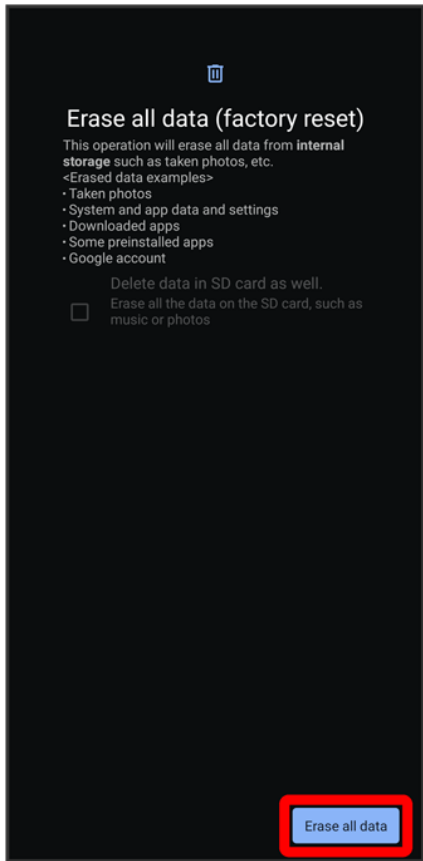 Erase all data (factory reset)
This operation will erase all data from internal
storage such as taken photos, etc.
<Erased data examples>
・Taken photos
・System and app data and settings
・Downloaded apps
・Some preinstalled apps
・Google account
Delete data in SD card as well.
Erase all the data on the SD card, such as
music or photos
Erase all data